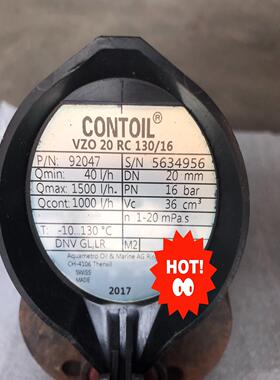 CONTOIL®
VZO 20 RC 130/16
P/N: 92047 S/N 5634956
Qmin: 40 l/h DN 20 mm
Qmax: 1500 l/h. PN 16 bar
Qcont: 1000 l/h Vc 36 cm³
n 1-20 mPa.s
T: -10...130 °C
DNV GL, LR M2
Aquametro Oil & Marine AG
CH-4106 Therwil
SWISS
MADE
2017
HOT!